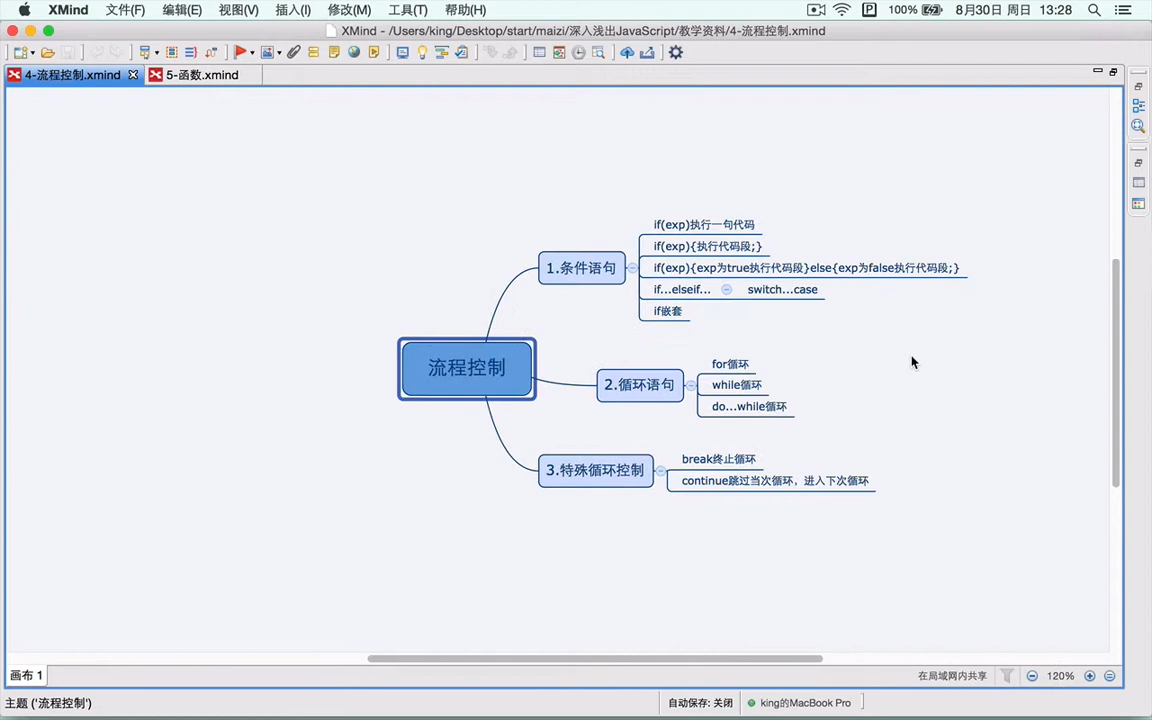 XMind 文件(F) 编辑(E) 视图(V) 插入(I) 修改(M) 工具(T) 帮助(H) P 100% 8月30日 周日 13:28
XMind - /Users/king/Desktop/start/maizi/深入浅出JavaScript/教学资料/4-流程控制.xmind
4-流程控制.xmind 5-函数.xmind
流程控制
1.条件语句
if(exp)执行一句代码
if(exp){执行代码段;}
if(exp){exp为true执行代码段}else{exp为false执行代码段;}
if...elseif... switch...case
if嵌套
2.循环语句
for循环
while循环
do...while循环
3.特殊循环控制
break终止循环
continue跳过当次循环，进入下次循环
画布 1 在局域网内共享 120%
主题 ('流程控制') 自动保存: 关闭 king的MacBook Pro